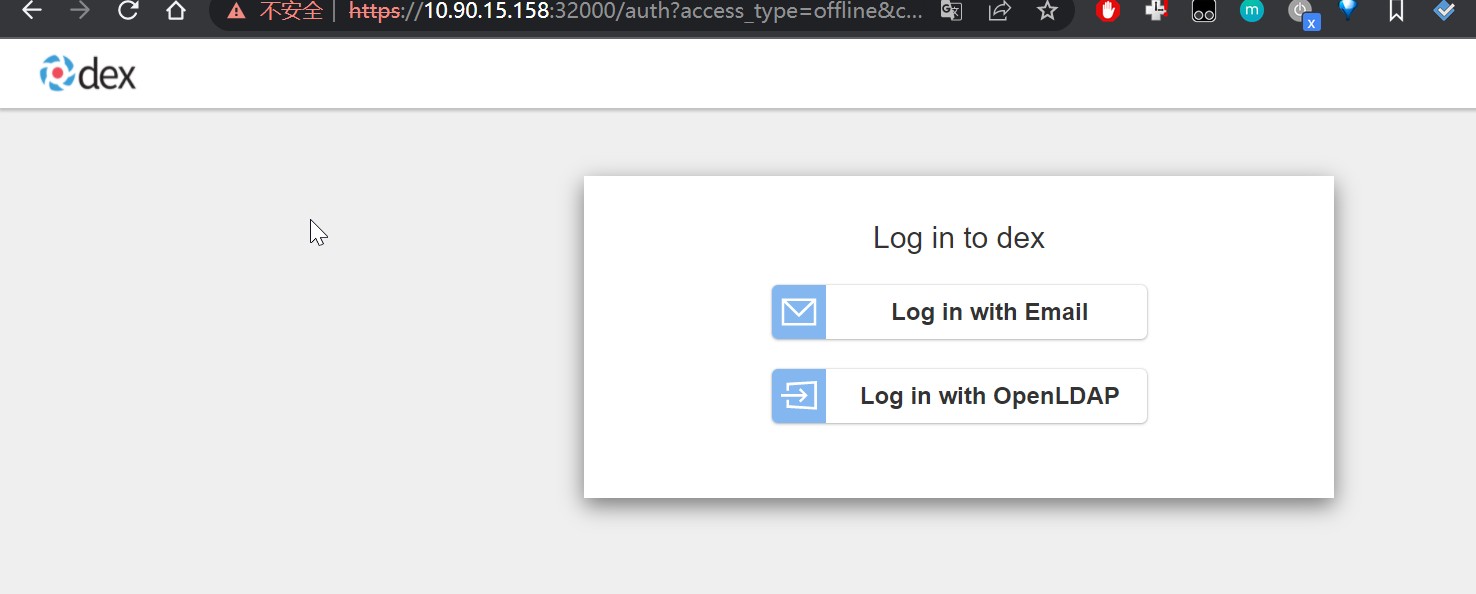 不安全 | https://10.90.15.158:32000/auth?access_type=offline&c...
m
x
dex
Log in to dex
Log in with Email
Log in with OpenLDAP